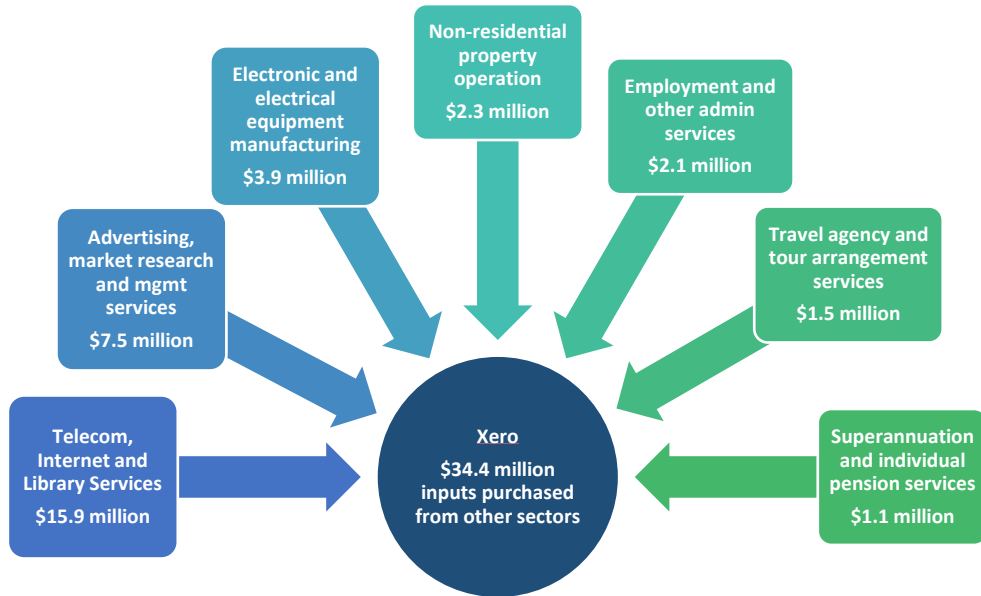 Non-residential
property
operation
$2.3 million
Electronic and
electrical
equipment
manufacturing
$3.9 million
Employment and
other admin
services
$2.1 million
Advertising,
market research
and mgmt
services
$7.5 million
Travel agency and
tour arrangement
services
$1.5 million
Telecom,
Internet and
Library Services
$15.9 million
Xero
$34.4 million
inputs purchased
from other sectors
Superannuation
and individual
pension services
$1.1 million